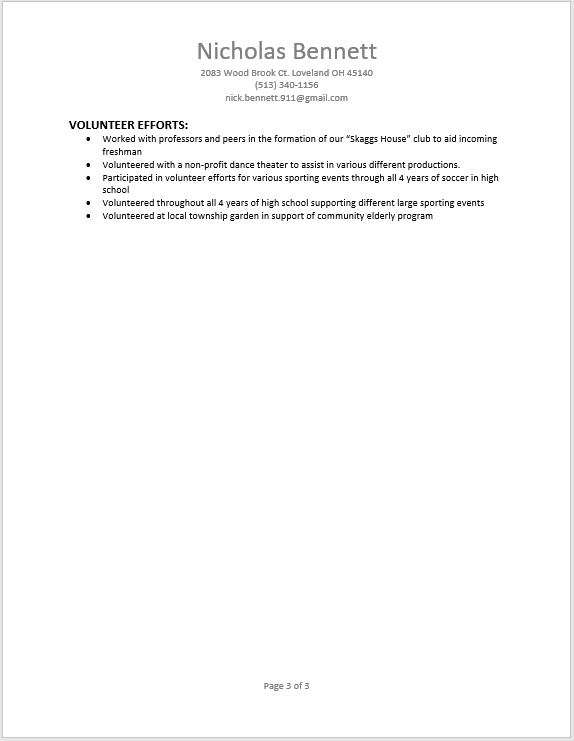 Nicholas Bennett
2083 Wood Brook Ct. Loveland OH 45140
(513) 340-1156
nick.bennett.911@gmail.com
VOLUNTEER EFFORTS:
• Worked with professors and peers in the formation of our “Skaggs House” club to aid incoming
freshman
• Volunteered with a non-profit dance theater to assist in various different productions.
• Participated in volunteer efforts for various sporting events through all 4 years of soccer in high
school
• Volunteered throughout all 4 years of high school supporting different large sporting events
• Volunteered at local township garden in support of community elderly program
Page 3 of 3